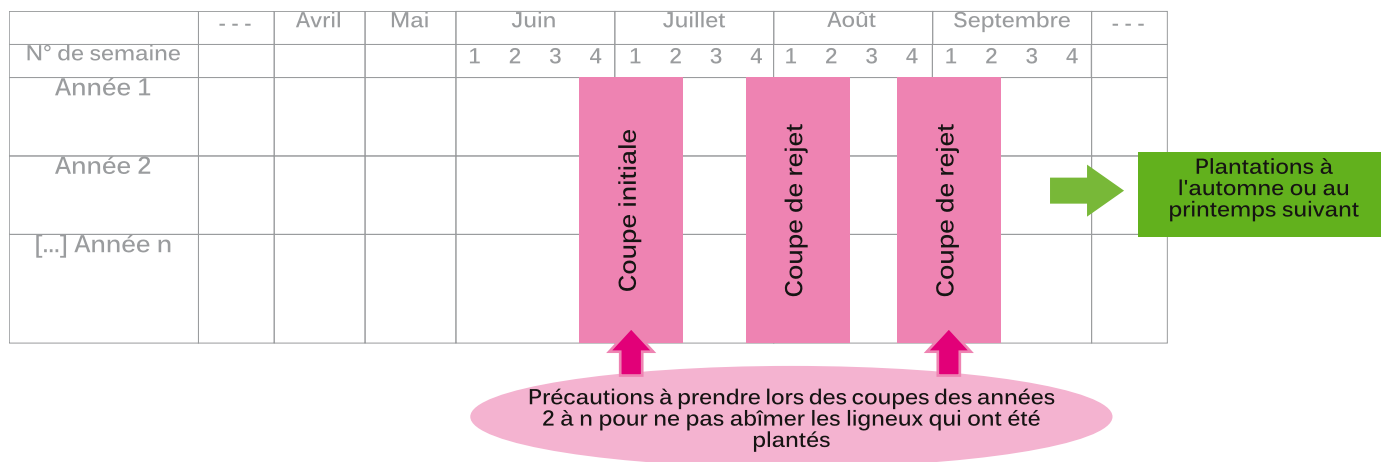 - - - Avril Mai Juin Juillet Août Septembre - - -
N° de semaine 1 2 3 4 1 2 3 4 1 2 3 4 1 2 3 4
Année 1
Année 2
[...] Année n
Coupe initiale
Coupe de rejet
Coupe de rejet
Plantations à
l'automne ou au
printemps suivant
Précautions à prendre lors des coupes des années
2 à n pour ne pas abîmer les ligneux qui ont été
plantés